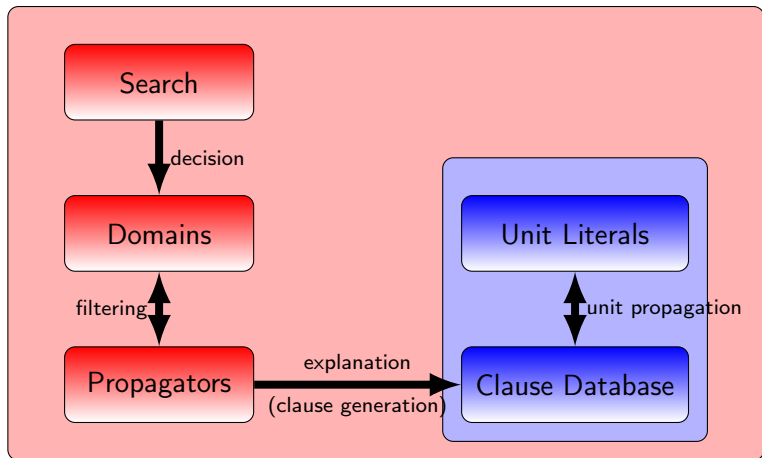 Search
decision
Domains
Unit Literals
filtering
unit propagation
explanation
Propagators
Clause Database
(clause generation)